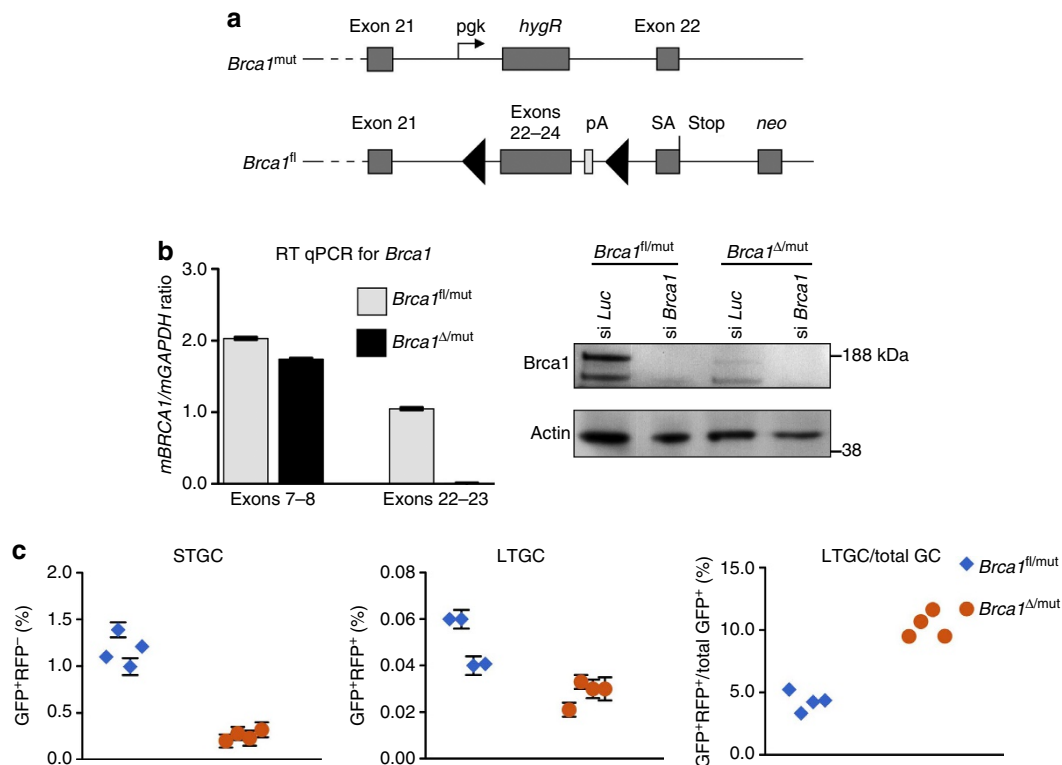 a
Exon 21 pgk hygR Exon 22
Brca1mut
Exon 21 Exons 22–24 pA SA Stop neo
Brca1fl
b
RT qPCR for Brca1
mBRCA1/mGAPDH ratio
3.0
2.0
1.0
0.0
Brca1fl/mut
Brca1Δ/mut
Exons 7–8 Exons 22–23
Brca1fl/mut Brca1Δ/mut
si Luc si Brca1 si Luc si Brca1
Brca1 188 kDa
Actin 38
c
STGC
GFP+RFP– (%)
2.0
1.5
1.0
0.5
0.0
LTGC
GFP+RFP+ (%)
0.08
0.06
0.04
0.02
0.00
LTGC/total GC
GFP+RFP+/total GFP+ (%)
15.0
10.0
5.0
0.0
Brca1fl/mut
Brca1Δ/mut